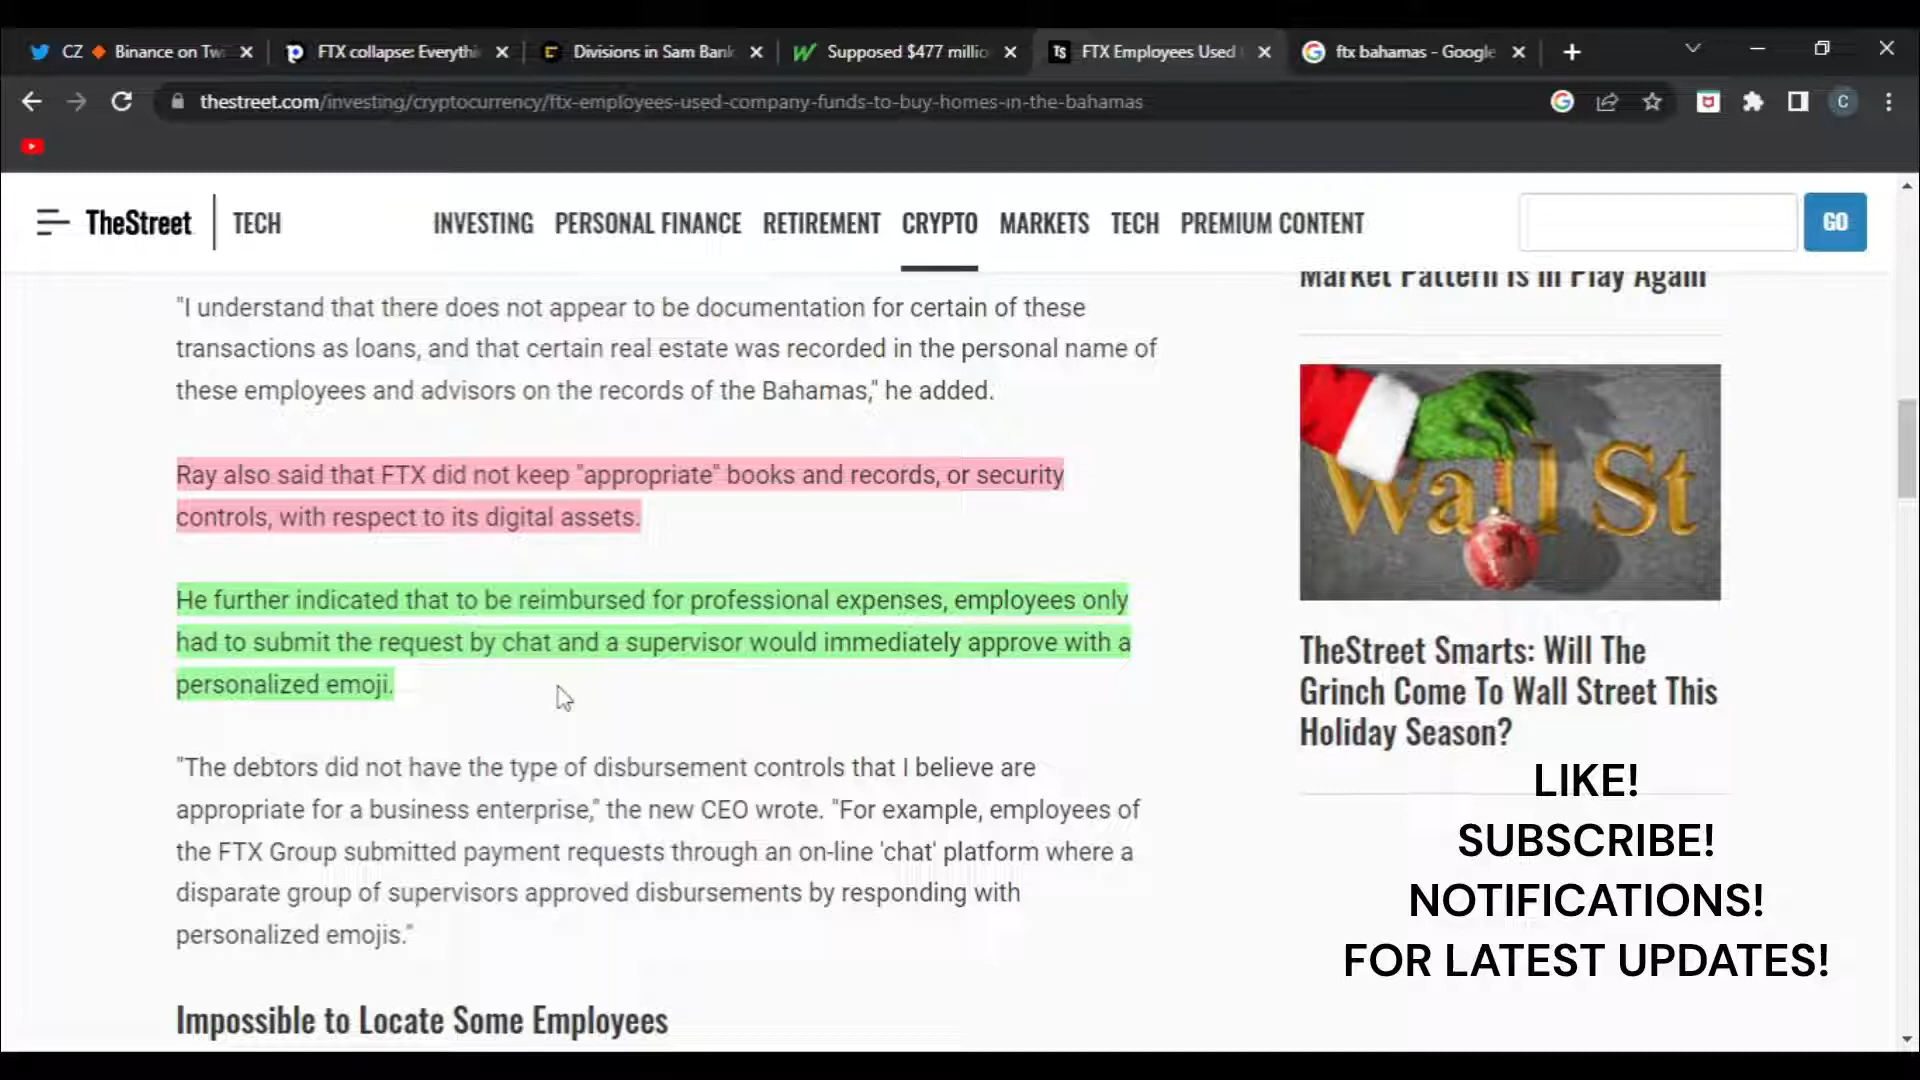 CZ 🔶 Binance on Tw
FTX collapse: Everythi
Divisions in Sam Bank
Supposed $477 millio
Ts
FTX Employees Used
ftx bahamas - Google
thestreet.com/investing/cryptocurrency/ftx-employees-used-company-funds-to-buy-homes-in-the-bahamas
C
TheStreet
TECH
INVESTING
PERSONAL FINANCE
RETIREMENT
CRYPTO
MARKETS
TECH
PREMIUM CONTENT
GO
"I understand that there does not appear to be documentation for certain of these
transactions as loans, and that certain real estate was recorded in the personal name of
these employees and advisors on the records of the Bahamas," he added.
Ray also said that FTX did not keep "appropriate" books and records, or security
controls, with respect to its digital assets.
He further indicated that to be reimbursed for professional expenses, employees only
had to submit the request by chat and a supervisor would immediately approve with a
personalized emoji.
"The debtors did not have the type of disbursement controls that I believe are
appropriate for a business enterprise," the new CEO wrote. "For example, employees of
the FTX Group submitted payment requests through an on-line 'chat' platform where a
disparate group of supervisors approved disbursements by responding with
personalized emojis."
Impossible to Locate Some Employees
Market Pattern Is in Play Again
Wall St
TheStreet Smarts: Will The
Grinch Come To Wall Street This
Holiday Season?
LIKE!
SUBSCRIBE!
NOTIFICATIONS!
FOR LATEST UPDATES!